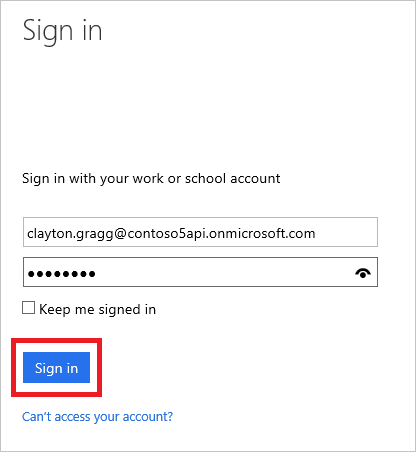 Sign in
Sign in with your work or school account
clayton.gragg@contoso5api.onmicrosoft.com
●●●●●●●●
Keep me signed in
Sign in
Can't access your account?